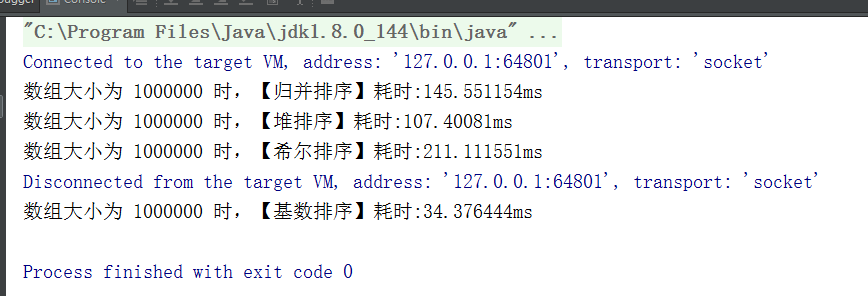 Console
"C:\Program Files\Java\jdk1.8.0_144\bin\java" ...
Connected to the target VM, address: '127.0.0.1:64801', transport: 'socket'
数组大小为 1000000 时，【归并排序】耗时:145.551154ms
数组大小为 1000000 时，【堆排序】耗时:107.40081ms
数组大小为 1000000 时，【希尔排序】耗时:211.111551ms
Disconnected from the target VM, address: '127.0.0.1:64801', transport: 'socket'
数组大小为 1000000 时，【基数排序】耗时:34.376444ms
Process finished with exit code 0